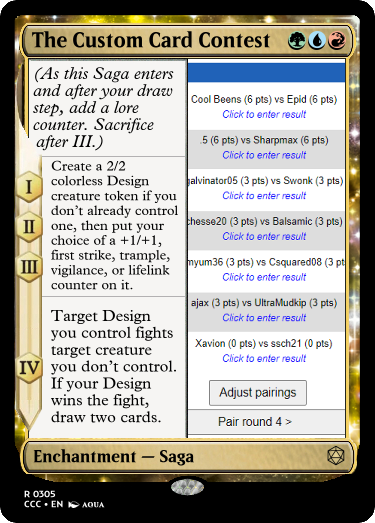 The Custom Card Contest
(As this Saga enters
and after your draw
step, add a lore
counter. Sacrifice
after III.)
I
II
III
Create a 2/2
colorless Design
creature token if you
don't already control
one, then put your
choice of a +1/+1,
first strike, trample,
vigilance, or lifelink
counter on it.
IV
Target Design
you control fights
target creature
you don't control.
If your Design
wins the fight,
draw two cards.
Cool Beens (6 pts) vs Epid (6 pts)
Click to enter result
.5 (6 pts) vs Sharpmax (6 pts)
Click to enter result
galvinator05 (3 pts) vs Swonk (3 pts)
Click to enter result
chesse20 (3 pts) vs Balsamic (3 pts)
Click to enter result
myum36 (3 pts) vs Csquared08 (3 pt
Click to enter result
ajax (3 pts) vs UltraMudkip (3 pts)
Click to enter result
Xavion (0 pts) vs ssch21 (0 pts)
Click to enter result
Adjust pairings
Pair round 4 >
Enchantment — Saga
R 0305
CCC • EN AQUA